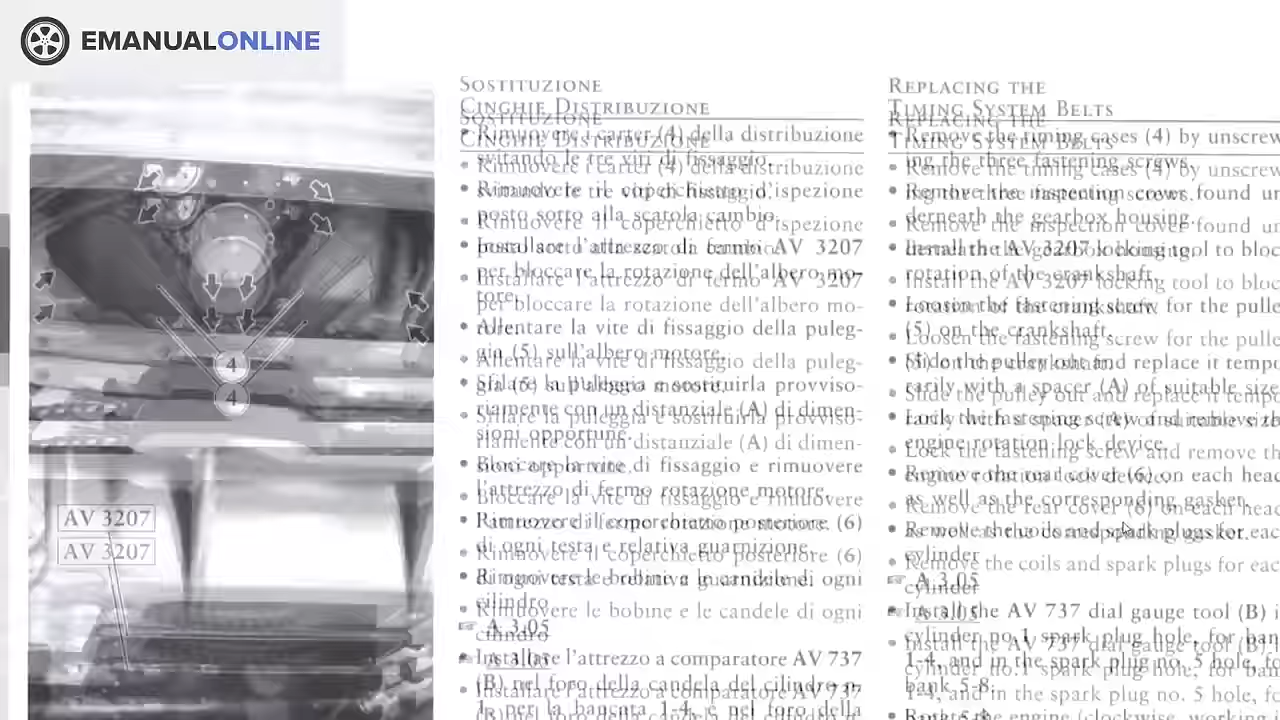 EMANUALONLINE
4
4
AV 3207
AV 3207
SOSTITUZIONE
CINGHIE DISTRIBUZIONE
• Rimuovere i carter (4) della distribuzione
svitando le tre viti di fissaggio.
• Rimuovere il coperchietto d'ispezione
posto sotto alla scatola cambio.
• Installare l'attrezzo di fermo AV 3207
per bloccare la rotazione dell'albero mo-
tore.
• Allentare la vite di fissaggio della puleg-
gia (5) sull'albero motore.
• Sfilare la puleggia e sostituirla provviso-
riamente con un distanziale (A) di dimen-
sioni opportune.
• Bloccare la vite di fissaggio e rimuovere
l'attrezzo di fermo rotazione motore.
• Rimuovere il coperchietto posteriore (6)
di ogni testa e relativa guarnizione.
• Rimuovere le bobine e le candele di ogni
cilindro
☞ A 3.05
• Installare l'attrezzo a comparatore AV 737
(B) nel foro della candela del cilindro n.
1, per la bancata 1-4, e nel foro della
REPLACING THE
TIMING SYSTEM BELTS
• Remove the timing cases (4) by unscrew
ing the three fastening screws.
• Remove the inspection cover found un
derneath the gearbox housing.
• Install the AV 3207 locking tool to bloc
rotation of the crankshaft.
• Loosen the fastening screw for the pulle
(5) on the crankshaft.
• Slide the pulley out and replace it tempo
rarily with a spacer (A) of suitable size
• Lock the fastening screw and remove th
engine rotation lock device.
• Remove the rear cover (6) on each head
as well as the corresponding gasket.
• Remove the coils and spark plugs for eac
cylinder
☞ A 3.05
• Install the AV 737 dial gauge tool (B) i
cylinder no.1 spark plug hole, for ban
1-4, and in the spark plug no. 5 hole, fo
bank 5-8.